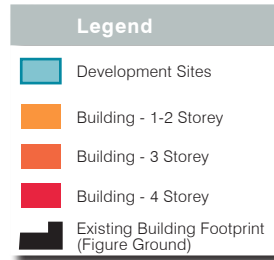 Legend
Development Sites
Building - 1-2 Storey
Building - 3 Storey
Building - 4 Storey
Existing Building Footprint
(Figure Ground)